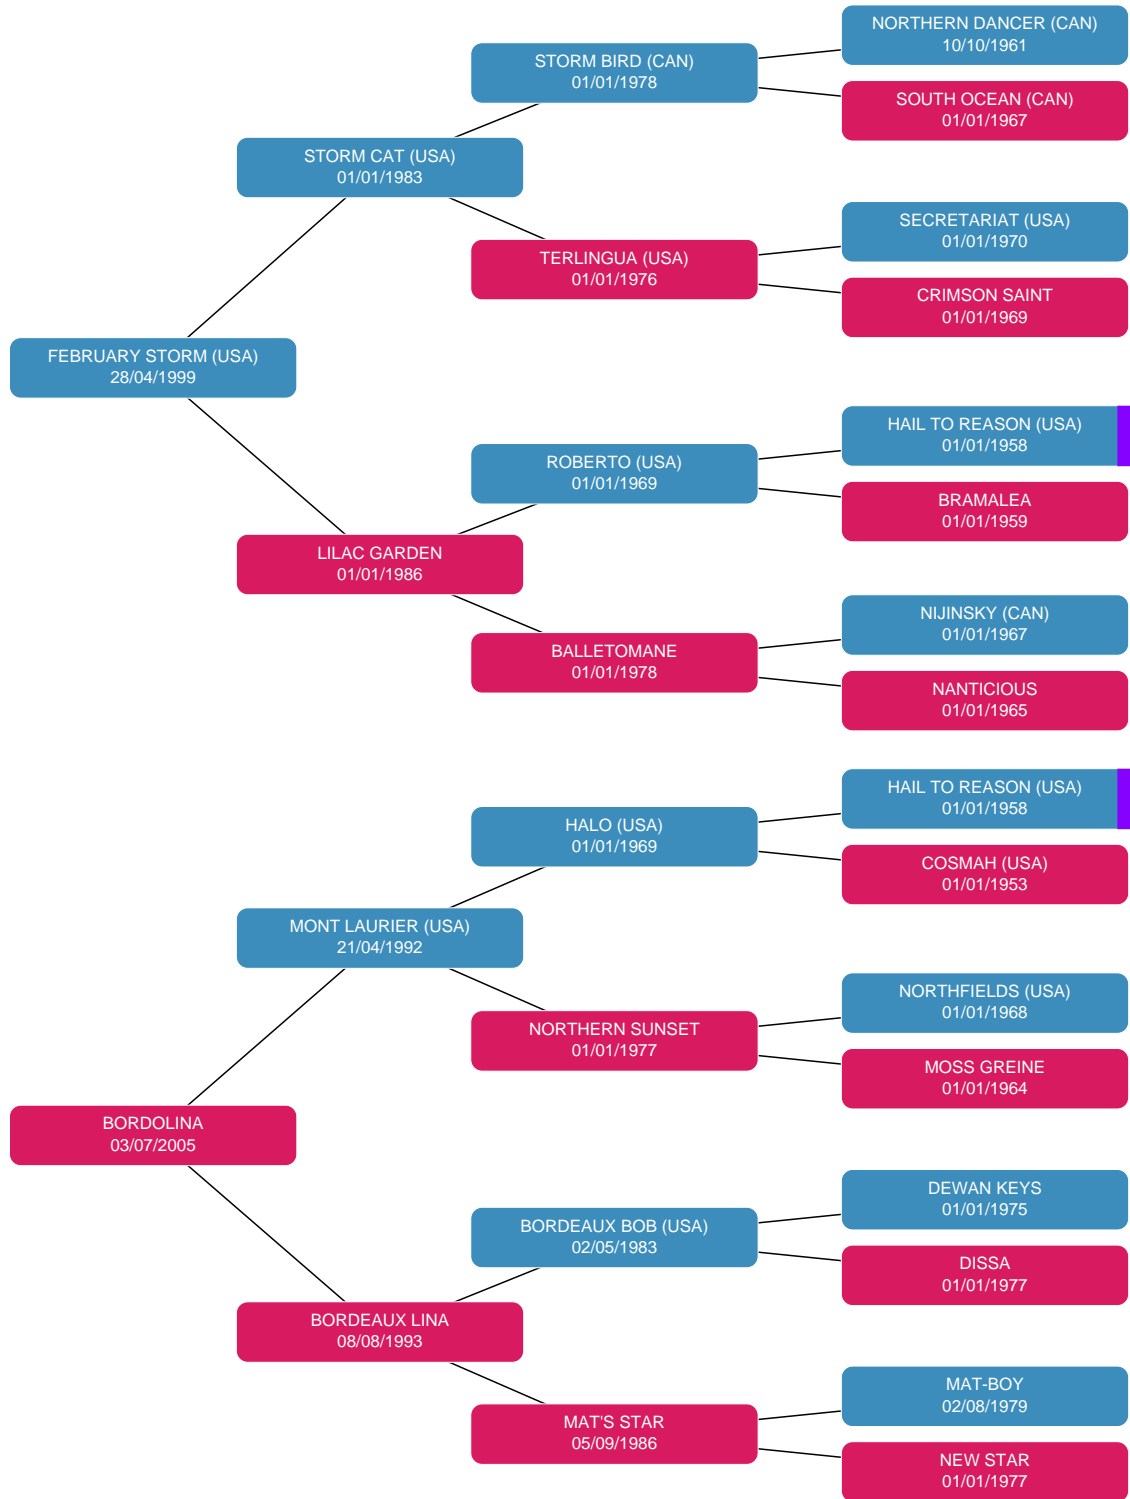 NORTHERN DANCER (CAN)
10/10/1961
STORM BIRD (CAN)
01/01/1978
SOUTH OCEAN (CAN)
01/01/1967
STORM CAT (USA)
01/01/1983
SECRETARIAT (USA)
01/01/1970
TERLINGUA (USA)
01/01/1976
CRIMSON SAINT
01/01/1969
FEBRUARY STORM (USA)
28/04/1999
HAIL TO REASON (USA)
01/01/1958
ROBERTO (USA)
01/01/1969
BRAMALEA
01/01/1959
LILAC GARDEN
01/01/1986
NIJINSKY (CAN)
01/01/1967
BALLETOMANE
01/01/1978
NANTICIOUS
01/01/1965
HAIL TO REASON (USA)
01/01/1958
HALO (USA)
01/01/1969
COSMAH (USA)
01/01/1953
MONT LAURIER (USA)
21/04/1992
NORTHFIELDS (USA)
01/01/1968
NORTHERN SUNSET
01/01/1977
MOSS GREINE
01/01/1964
BORDOLINA
03/07/2005
DEWAN KEYS
01/01/1975
BORDEAUX BOB (USA)
02/05/1983
DISSA
01/01/1977
BORDEAUX LINA
08/08/1993
MAT-BOY
02/08/1979
MAT'S STAR
05/09/1986
NEW STAR
01/01/1977